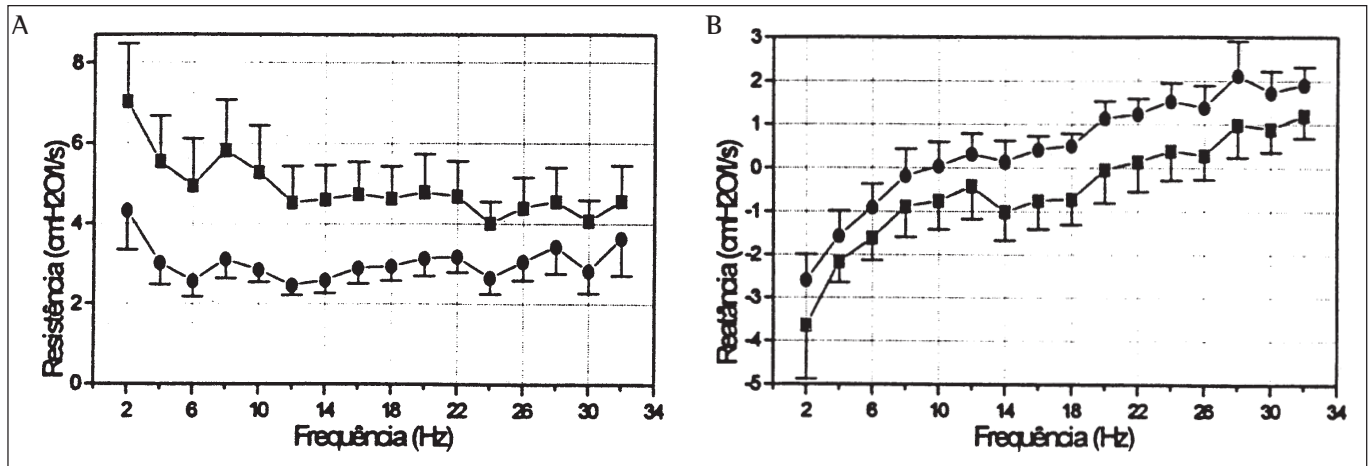 A
8
6
4
2
0
Resistência (cmH2O/l/s)
2 6 10 14 18 22 26 30 34
Frequência (Hz)
B
3
2
1
0
-1
-2
-3
-4
-5
Reatância (cmH2O/l/s)
2 6 10 14 18 22 26 30 34
Frequência (Hz)